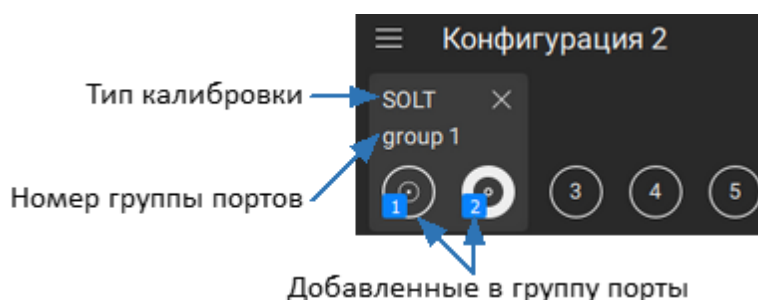 Конфигурация 2
Тип калибровки
SOLT
group 1
Номер группы портов
1
2
3
4
5
Добавленные в группу порты